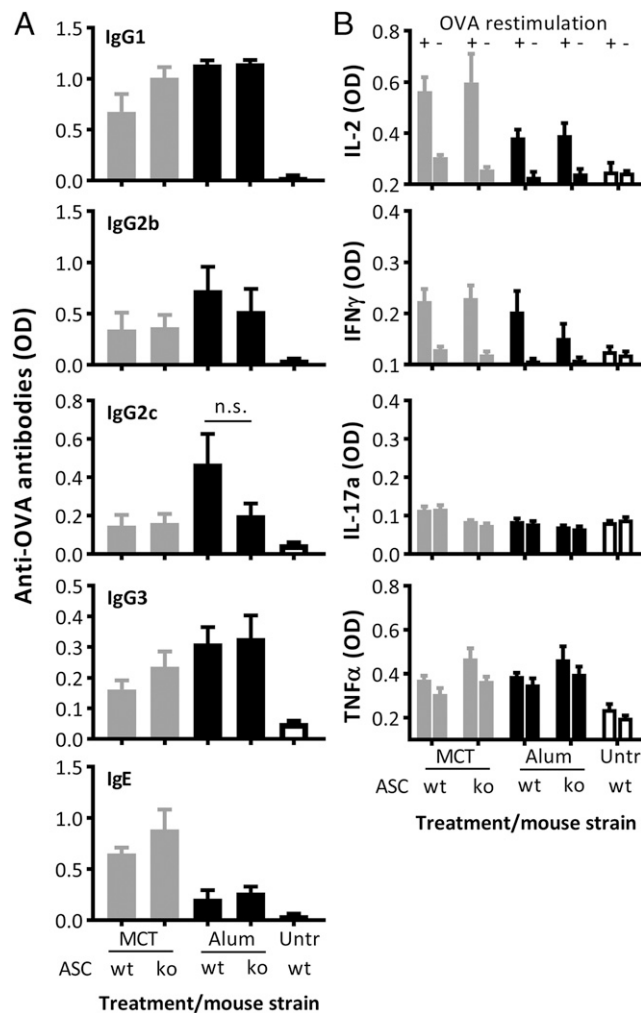 A
IgG1
1.5
1.0
0.5
0.0
IgG2b
1.5
1.0
0.5
0.0
IgG2c
n.s.
0.8
0.6
0.4
0.2
0.0
IgG3
0.4
0.3
0.2
0.1
0.0
IgE
1.5
1.0
0.5
0.0
Anti-OVA antibodies (OD)
MCT Alum Untr
ASC wt ko wt ko wt
Treatment/mouse strain
B
OVA restimulation
+ - + - + - + - + -
IL-2 (OD)
0.8
0.6
0.4
0.2
IFNγ (OD)
0.4
0.3
0.2
0.1
IL-17a (OD)
0.4
0.3
0.2
0.1
0.0
TNFα (OD)
0.8
0.6
0.4
0.2
MCT Alum Untr
ASC wt ko wt ko wt
Treatment/mouse strain